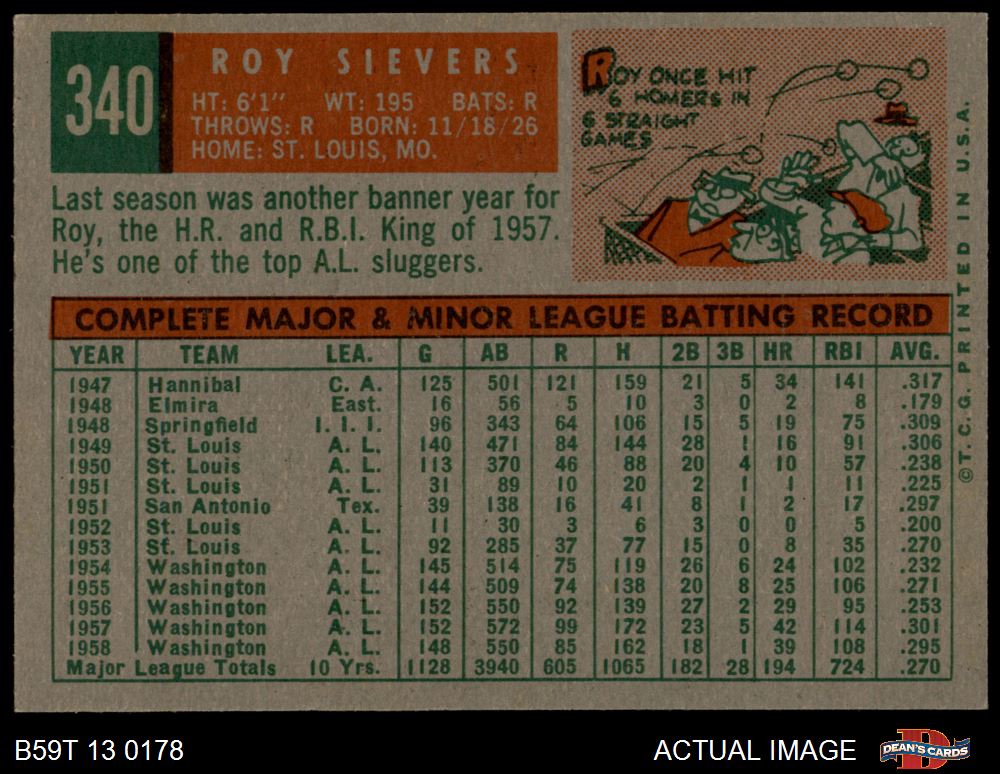 340
ROY SIEVERS
HT: 6'1" WT: 195 BATS: R
THROWS: R BORN: 11/18/26
HOME: ST. LOUIS, MO.
ROY ONCE HIT
6 HOMERS IN
6 STRAIGHT
GAMES
Last season was another banner year for
Roy, the H.R. and R.B.I. King of 1957.
He's one of the top A.L. sluggers.
COMPLETE MAJOR & MINOR LEAGUE BATTING RECORD
YEAR TEAM LEA. G AB R H 2B 3B HR RBI AVG.
1947 Hannibal C. A. 125 501 121 159 21 5 34 141 .317
1948 Elmira East. 16 56 5 10 3 0 2 8 .179
1948 Springfield I. I. I. 96 343 64 106 15 5 19 75 .309
1949 St. Louis A. L. 140 471 84 144 28 1 16 91 .306
1950 St. Louis A. L. 113 370 46 88 20 4 10 57 .238
1951 St. Louis A. L. 31 89 10 20 2 1 1 11 .225
1951 San Antonio Tex. 39 138 16 41 8 1 2 17 .297
1952 St. Louis A. L. 11 30 3 6 3 0 0 5 .200
1953 St. Louis A. L. 92 285 37 77 15 0 8 35 .270
1954 Washington A. L. 145 514 75 119 26 6 24 102 .232
1955 Washington A. L. 144 509 74 138 20 8 25 106 .271
1956 Washington A. L. 152 550 92 139 27 2 29 95 .253
1957 Washington A. L. 152 572 99 172 23 5 42 114 .301
1958 Washington A. L. 148 550 85 162 18 1 39 108 .295
Major League Totals 10 Yrs. 1128 3940 605 1065 182 28 194 724 .270
©T. C. G. PRINTED IN U.S.A.
B59T 13 0178
ACTUAL IMAGE
DEAN'S CARDS